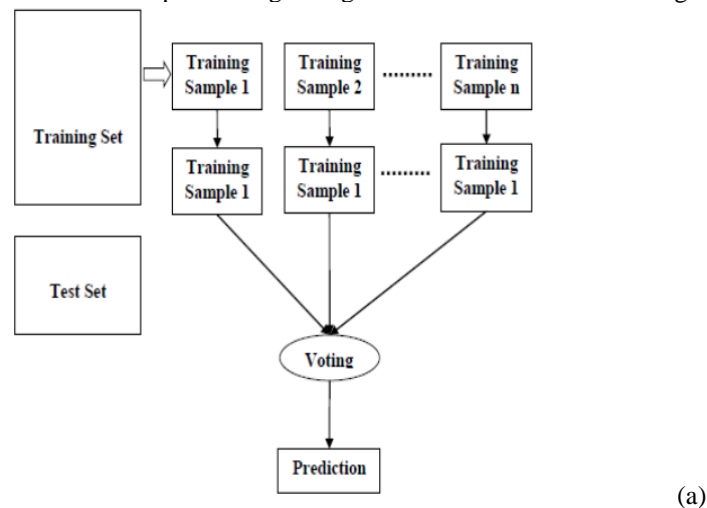 Training Set
Training
Sample 1
Training
Sample 2
.........
Training
Sample n
Training
Sample 1
Training
Sample 1
.........
Training
Sample 1
Test Set
Voting
Prediction
(a)